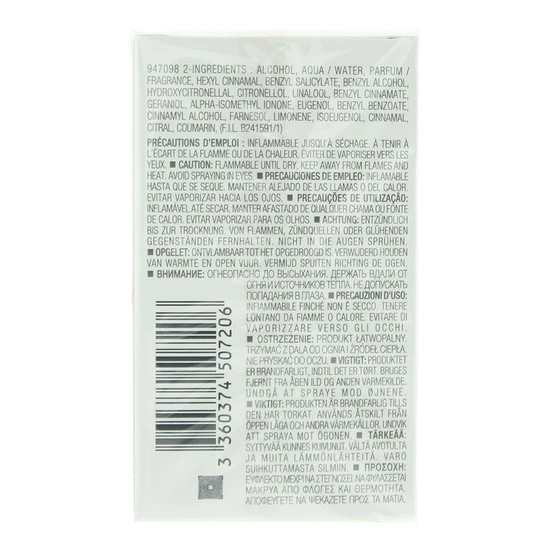 947098 2-INGREDIENTS : ALCOHOL, AQUA / WATER, PARFUM /
FRAGRANCE, HEXYL CINNAMAL, BENZYL SALICYLATE, BENZYL ALCOHOL,
HYDROXYCITRONELLAL, CITRONELLOL, LINALOOL, BENZYL CINNAMATE,
GERANIOL, ALPHA-ISOMETHYL IONONE, EUGENOL, BENZYL BENZOATE,
CINNAMYL ALCOHOL, FARNESOL, LIMONENE, ISOEUGENOL, CINNAMAL,
CITRAL, COUMARIN, (F.I.L. B241591/1)
PRÉCAUTIONS D'EMPLOI : INFLAMMABLE JUSQU'À SÉCHAGE. À TENIR À
L'ÉCART DE LA FLAMME OU DE LA CHALEUR. ÉVITER DE VAPORISER VERS LES
YEUX. ■ CAUTION: FLAMMABLE UNTIL DRY. KEEP AWAY FROM FLAMES AND
HEAT. AVOID SPRAYING IN EYES ■ PRECAUCIONES DE EMPLEO: INFLAMABLE
HASTA QUE SE SEQUE. MANTENER ALEJADO DE LAS LLAMAS O DEL CALOR.
EVITAR VAPORIZAR HACIA LOS OJOS. ■ PRECAUÇÕES DE UTILIZAÇÃO:
INFLAMÁVEL ATÉ SECAR. MANTER AFASTADO DE QUALQUER CHAMA OU FONTE
DE CALOR. EVITAR VAPORIZAR PARA OS OLHOS. ■ ACHTUNG: ENTZÜNDLICH
BIS ZUR TROCKNUNG. VON FLAMMEN, ZÜNDQUELLEN ODER GLÜHENDEN
GEGENSTÄNDEN FERNHALTEN. NICHT IN DIE AUGEN SPRÜHEN.
■ OPGELET: ONTVLAMBAAR TOT HET OPGEDROOGD IS. VERWIJDERD HOUDEN
VAN WARMTE EN OPEN VUUR. VERMIJD SPUITEN RICHTING DE OGEN.
■ ВНИМАНИЕ: ОГНЕОПАСНО ДО ВЫСЫХАНИЯ. ДЕРЖАТЬ ВДАЛИ ОТ
ОГНЯ И ИСТОЧНИКОВ ТЕПЛА. НЕ ДОПУСКАТЬ
ПОПАДАНИЯ В ГЛАЗА. ■ PRECAUZIONI D'USO:
INFIAMMABILE FINCHÉ NON È SECCO. TENERE
LONTANO DA FIAMME O CALORE. EVITARE DI
VAPORIZZARE VERSO GLI OCCHI.
■ OSTRZEŻENIE: PRODUKT ŁATWOPALNY.
TRZYMAĆ Z DALA OD OGNIA I ŹRÓDEŁ CIEPŁA.
NIE PRYSKAĆ DO OCZU. ■ VIGTIGT: PRODUKTET
ER BRANDFARLIGT, INDTIL DET ER TØRT. BRUGES
FJERNT FRA ÅBEN ILD OG ANDEN VARMEKILDE.
UNDGÅ AT SPRAYE MOD ØJNENE.
■ VIKTIGT: PRODUKTEN ÄR BRANDFARLIG TILLS
DEN HAR TORKAT. ANVÄNDS ÅTSKILT FRÅN
ÖPPEN LÅGA OCH ANDRA VÄRMEKÄLLOR. UNDVIK
ATT SPRAYA MOT ÖGONEN. ■ TÄRKEÄÄ:
SYTTYVÄÄ KUNNES KUIVUNUT. VÄLTÄ AVOTULTA
JA MUITA LÄMMÖNLÄHTEITÄ. VARO
SUIHKUTTAMASTA SILMIIN. ■ ΠΡΟΣΟΧΗ:
ΕΥΦΛΕΚΤΟ ΜΕΧΡΙ ΝΑ ΣΤΕΓΝΩΣΕΙ. ΝΑ ΦΥΛΑΣΣΕΤΑΙ
ΜΑΚΡΥΑ ΑΠΟ ΦΛΟΓΕΣ ΚΑΙ ΘΕΡΜΟΤΗΤΑ.
ΑΠΟΦΕΥΓΕΤΕ ΝΑ ΨΕΚΑΖΕΤΕ ΠΡΟΣ ΤΑ ΜΑΤΙΑ.
3 360374 507206